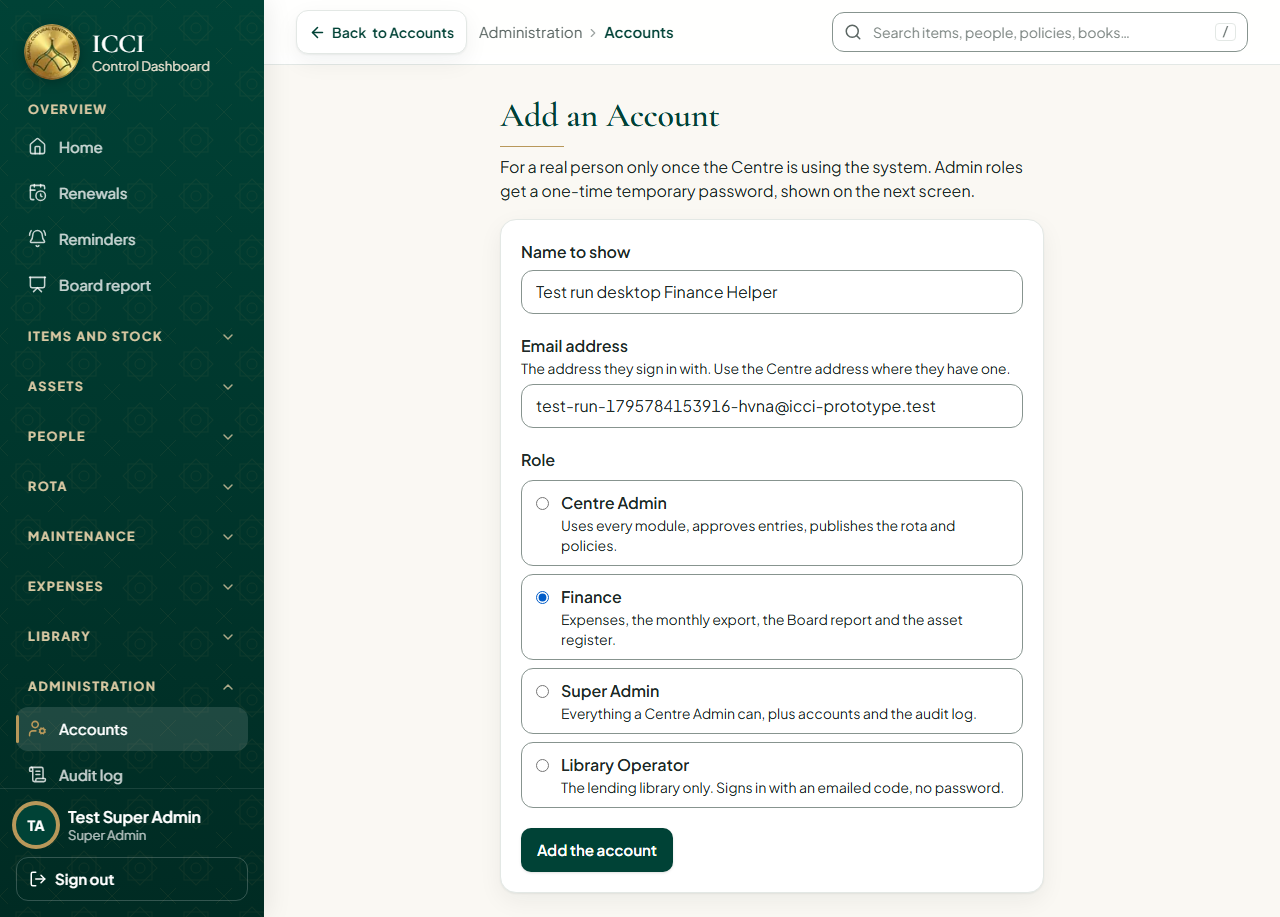 ICCI
Control Dashboard
OVERVIEW
Home
Renewals
Reminders
Board report
ITEMS AND STOCK
ASSETS
PEOPLE
ROTA
MAINTENANCE
EXPENSES
LIBRARY
ADMINISTRATION
Accounts
Audit log
TA
Test Super Admin
Super Admin
Sign out
Back to Accounts
Administration > Accounts
Search items, people, policies, books…
/
Add an Account
For a real person only once the Centre is using the system. Admin roles
get a one-time temporary password, shown on the next screen.
Name to show
Test run desktop Finance Helper
Email address
The address they sign in with. Use the Centre address where they have one.
test-run-1795784153916-hvna@icci-prototype.test
Role
Centre Admin
Uses every module, approves entries, publishes the rota and
policies.
Finance
Expenses, the monthly export, the Board report and the asset
register.
Super Admin
Everything a Centre Admin can, plus accounts and the audit log.
Library Operator
The lending library only. Signs in with an emailed code, no password.
Add the account